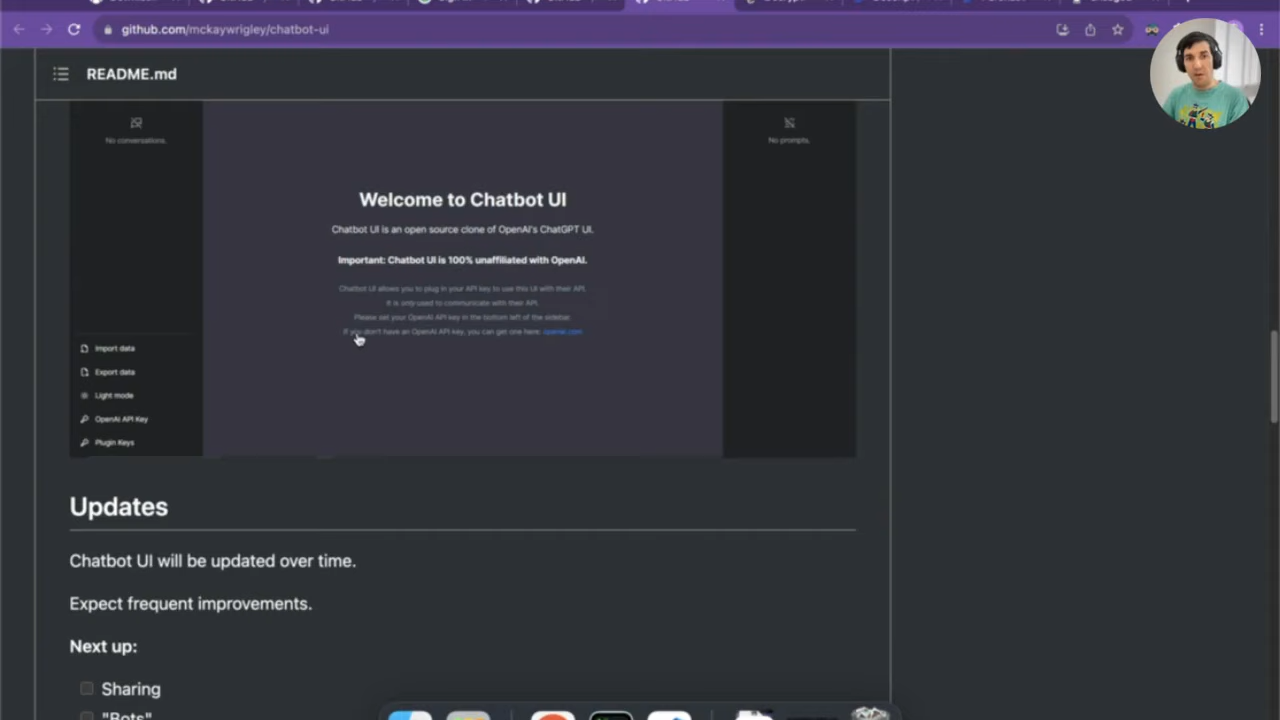 github.com/mckaywrigley/chatbot-ui
README.md
No conversations.
No prompts.
Welcome to Chatbot UI
Chatbot UI is an open source clone of OpenAI's ChatGPT UI.
Important: Chatbot UI is 100% unaffiliated with OpenAI.
Chatbot UI allows you to plug in your API key to use this UI with their API.
It is only used to communicate with their API.
Please set your OpenAI API key in the bottom left of the sidebar.
If you don't have an OpenAI API key, you can get one here: openai.com
Import data
Export data
Light mode
OpenAI API Key
Plugin Keys
Updates
Chatbot UI will be updated over time.
Expect frequent improvements.
Next up:
Sharing
"Bots"